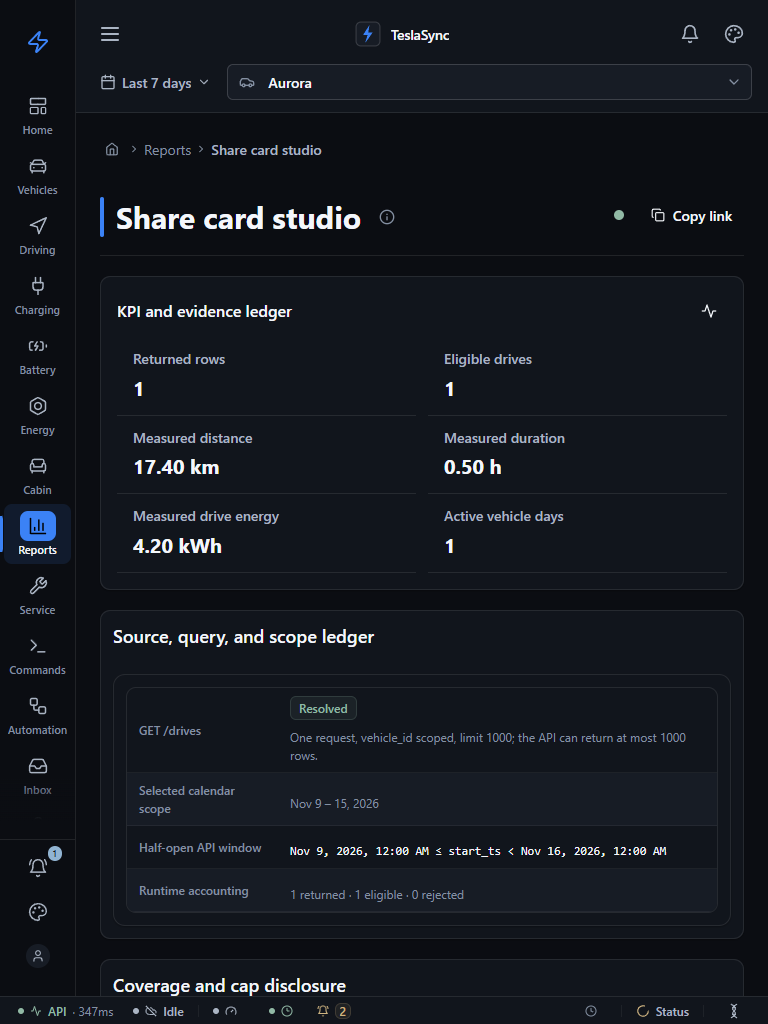 TeslaSync
Last 7 days
Aurora
Home
Vehicles
Driving
Charging
Battery
Energy
Cabin
Reports
Service
Commands
Automation
Inbox
1
Reports
Share card studio
Share card studio
Copy link
KPI and evidence ledger
Returned rows
1
Eligible drives
1
Measured distance
17.40 km
Measured duration
0.50 h
Measured drive energy
4.20 kWh
Active vehicle days
1
Source, query, and scope ledger
GET /drives
Resolved
One request, vehicle_id scoped, limit 1000; the API can return at most 1000
rows.
Selected calendar
scope
Nov 9 – 15, 2026
Half-open API window
Nov 9, 2026, 12:00 AM ≤ start_ts < Nov 16, 2026, 12:00 AM
Runtime accounting
1 returned · 1 eligible · 0 rejected
Coverage and cap disclosure
API · 347ms
Idle
2
Status